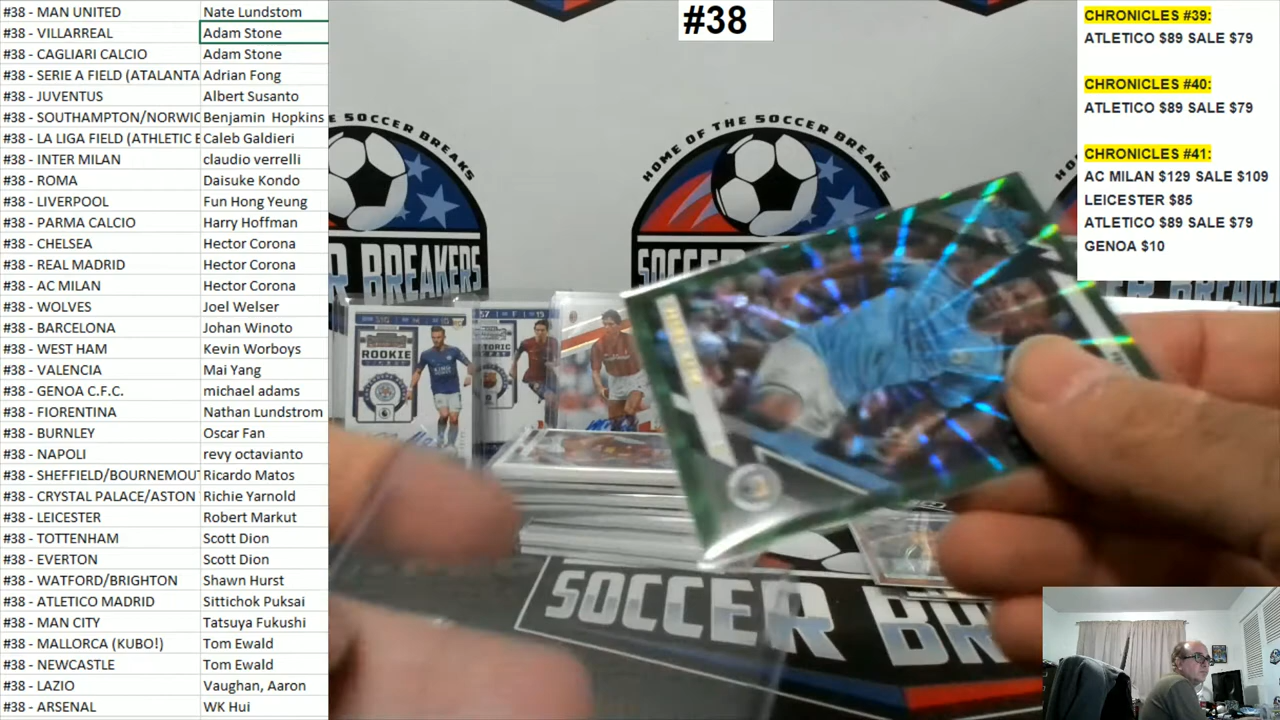 #38 - MAN UNITED Nate Lundstom
#38 - VILLARREAL Adam Stone
#38 - CAGLIARI CALCIO Adam Stone
#38 - SERIE A FIELD (ATALANTA Adrian Fong
#38 - JUVENTUS Albert Susanto
#38 - SOUTHAMPTON/NORWIC Benjamin Hopkins
#38 - LA LIGA FIELD (ATHLETIC B Caleb Galdieri
#38 - INTER MILAN claudio verrelli
#38 - ROMA Daisuke Kondo
#38 - LIVERPOOL Fun Hong Yeung
#38 - PARMA CALCIO Harry Hoffman
#38 - CHELSEA Hector Corona
#38 - REAL MADRID Hector Corona
#38 - AC MILAN Hector Corona
#38 - WOLVES Joel Welser
#38 - BARCELONA Johan Winoto
#38 - WEST HAM Kevin Worboys
#38 - VALENCIA Mai Yang
#38 - GENOA C.F.C. michael adams
#38 - FIORENTINA Nathan Lundstrom
#38 - BURNLEY Oscar Fan
#38 - NAPOLI revy octavianto
#38 - SHEFFIELD/BOURNEMOUT Ricardo Matos
#38 - CRYSTAL PALACE/ASTON Richie Yarnold
#38 - LEICESTER Robert Markut
#38 - TOTTENHAM Scott Dion
#38 - EVERTON Scott Dion
#38 - WATFORD/BRIGHTON Shawn Hurst
#38 - ATLETICO MADRID Sittichok Puksai
#38 - MAN CITY Tatsuya Fukushi
#38 - MALLORCA (KUBO!) Tom Ewald
#38 - NEWCASTLE Tom Ewald
#38 - LAZIO Vaughan, Aaron
#38 - ARSENAL WK Hui
#38
CHRONICLES #39:
ATLETICO $89 SALE $79
CHRONICLES #40:
ATLETICO $89 SALE $79
CHRONICLES #41:
AC MILAN $129 SALE $109
LEICESTER $85
ATLETICO $89 SALE $79
GENOA $10
E SOCCER BREAKS
R BREAKERS
HOME OF THE SOCCER BREAKS
SOCC
ROOKIE
SOCCER BR